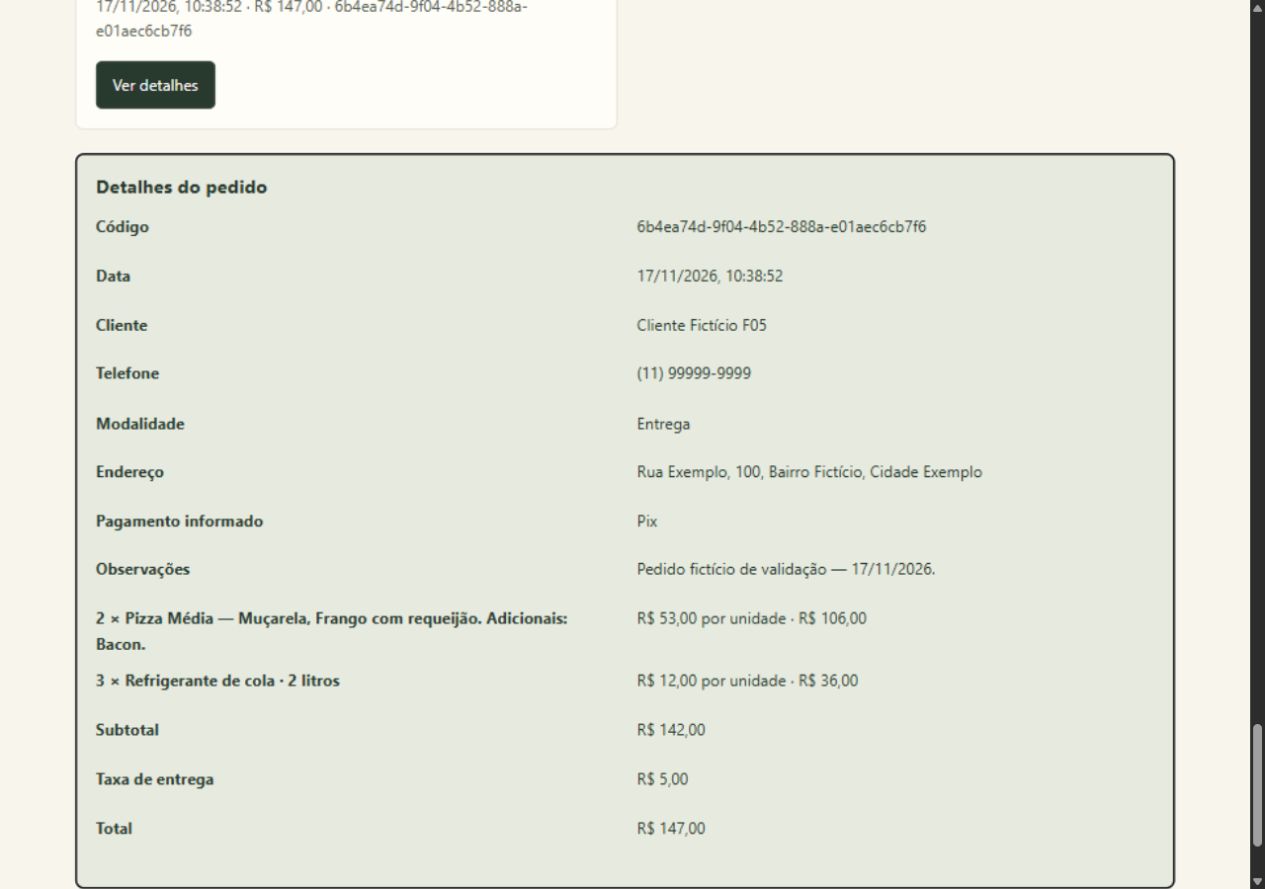 17/11/2026, 10:38:52 · R$ 147,00 · 6b4ea74d-9f04-4b52-888a-
e01aec6cb7f6
Ver detalhes
Detalhes do pedido
Código 6b4ea74d-9f04-4b52-888a-e01aec6cb7f6
Data 17/11/2026, 10:38:52
Cliente Cliente Fictício F05
Telefone (11) 99999-9999
Modalidade Entrega
Endereço Rua Exemplo, 100, Bairro Fictício, Cidade Exemplo
Pagamento informado Pix
Observações Pedido fictício de validação — 17/11/2026.
2 × Pizza Média — Muçarela, Frango com requeijão. Adicionais: R$ 53,00 por unidade · R$ 106,00
Bacon.
3 × Refrigerante de cola · 2 litros R$ 12,00 por unidade · R$ 36,00
Subtotal R$ 142,00
Taxa de entrega R$ 5,00
Total R$ 147,00